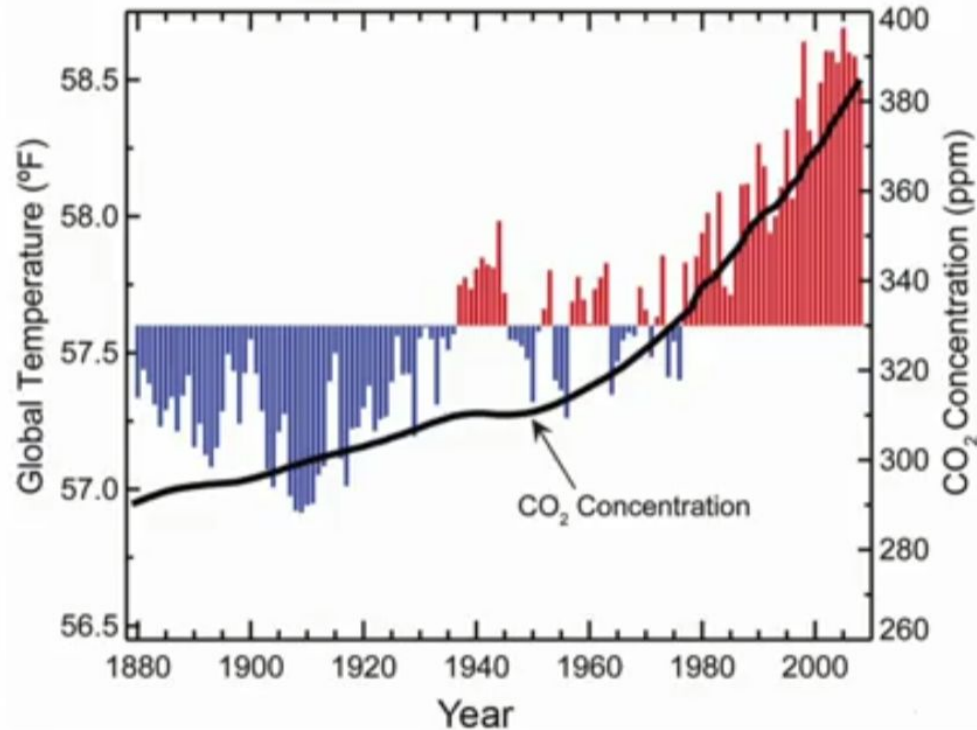 Global Temperature (ºF)
58.5
58.0
57.5
57.0
56.5
400
380
360
340
320
300
280
260
CO₂ Concentration (ppm)
CO₂ Concentration
1880 1900 1920 1940 1960 1980 2000
Year